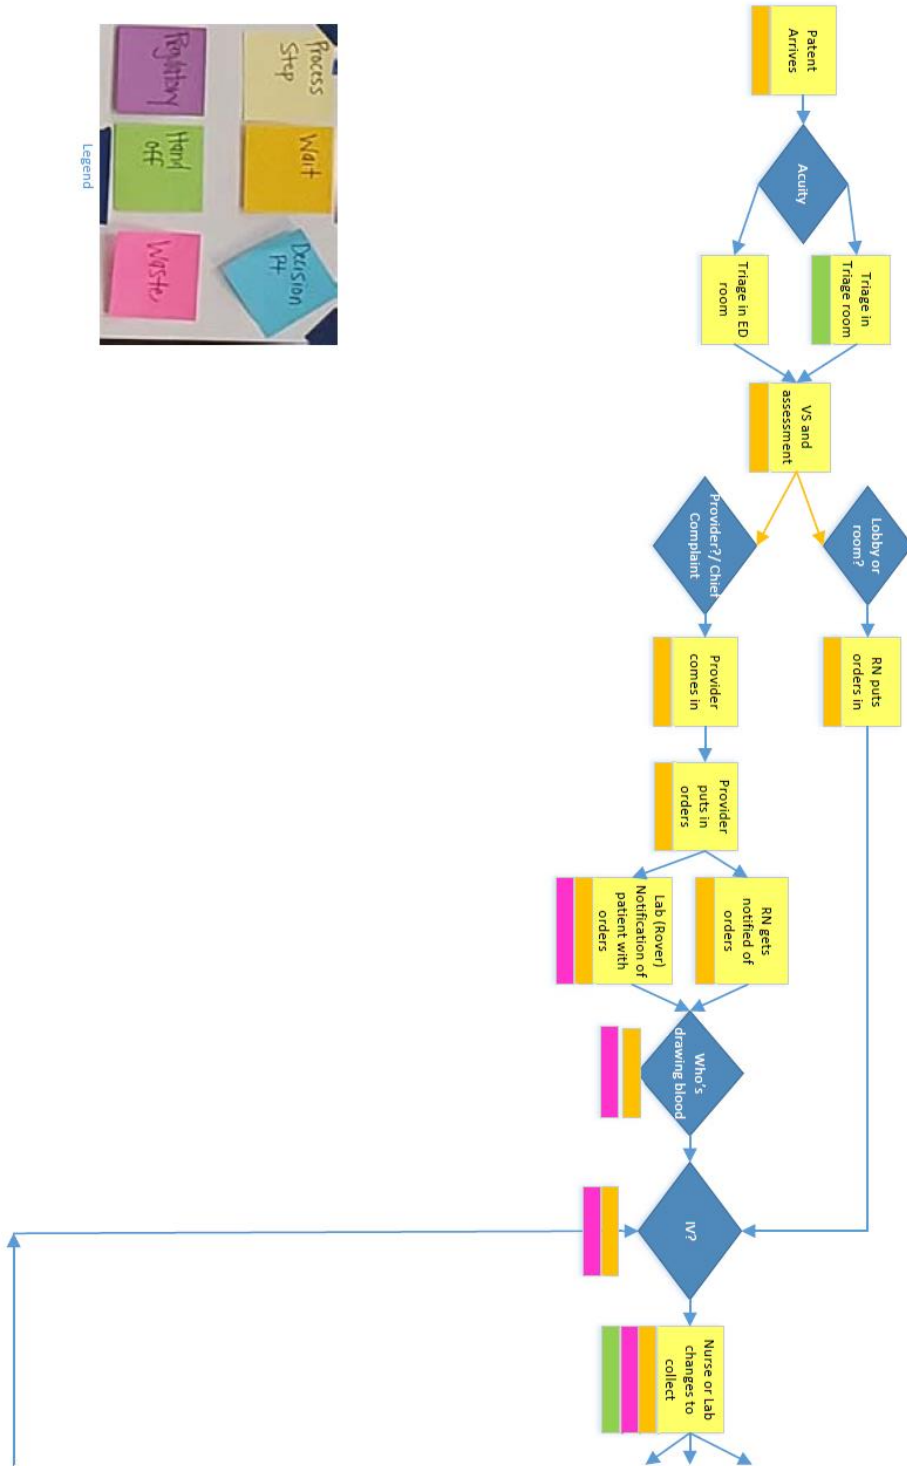 Patent
Arrives
Acuity
Triage in
Triage room
Triage in ED
room
VS and
assessment
Lobby or
room?
Provider?/ Chief
Complaint
RN puts
orders in
Provider
comes in
Provider
puts in
orders
RN gets
notified of
orders
Lab (Rover)
Notification of
patient with
orders
Who's
drawing blood
IV?
Nurse or Lab
changes to
collect
Process
Step
Wait
Decision
Pt
Regulatory
Hand
off
Waste
Legend